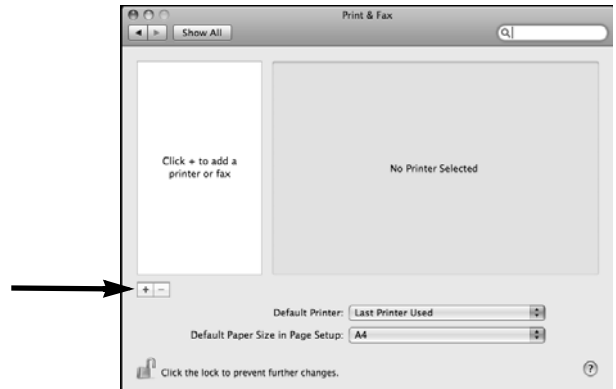 Print & Fax
Show All
Click + to add a
printer or fax
No Printer Selected
+ −
Default Printer: Last Printer Used
Default Paper Size in Page Setup: A4
Click the lock to prevent further changes.
?